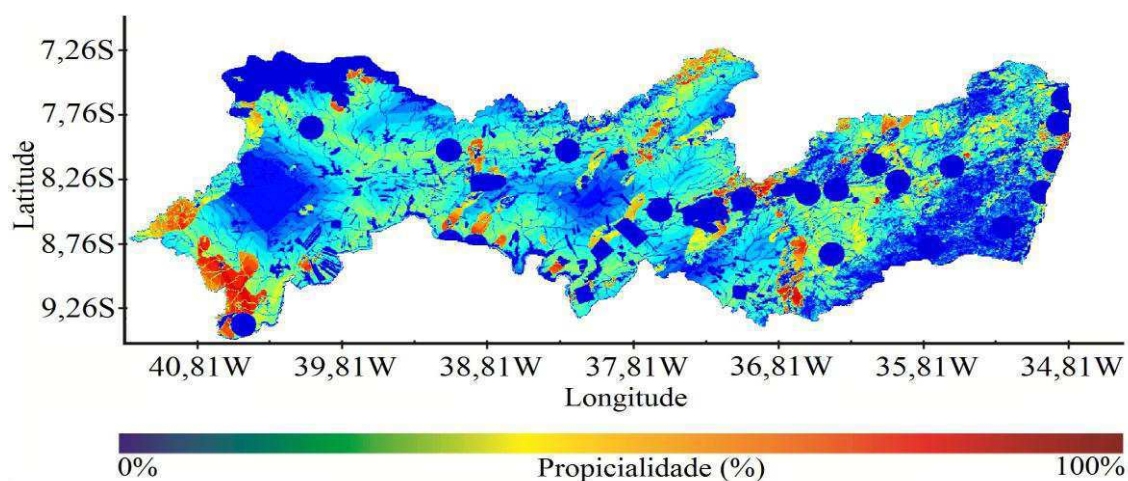 7,26S
7,76S
8,26S
8,76S
9,26S
Latitude
40,81W 39,81W 38,81W 37,81W 36,81W 35,81W 34,81W
Longitude
0% Propicialidade (%) 100%